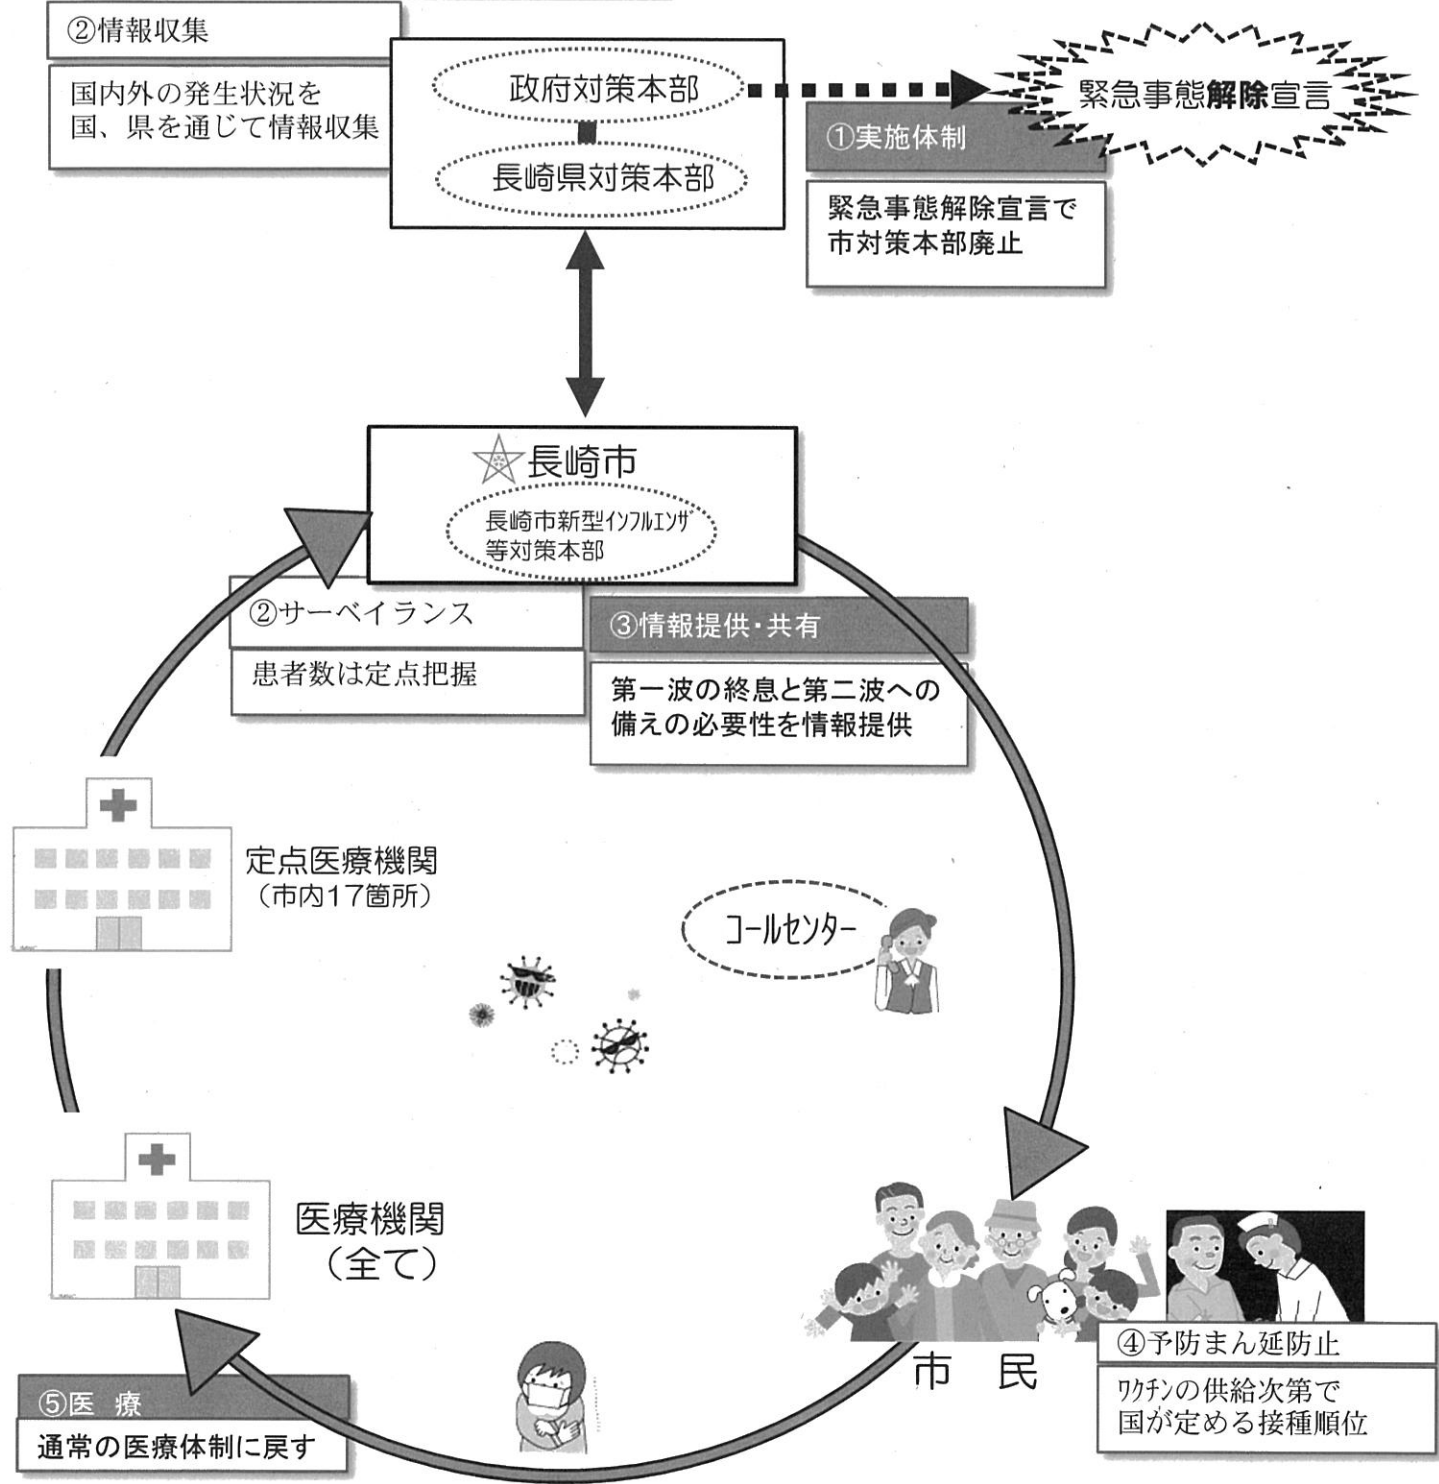 ②情報収集
国内外の発生状況を
国、県を通じて情報収集
政府対策本部
長崎県対策本部
緊急事態解除宣言
①実施体制
緊急事態解除宣言で
市対策本部廃止
長崎市
長崎市新型ｲﾝﾌﾙｴﾝｻﾞ
等対策本部
②サーベイランス
患者数は定点把握
③情報提供・共有
第一波の終息と第二波への
備えの必要性を情報提供
定点医療機関
（市内17箇所）
ｺｰﾙｾﾝﾀｰ
医療機関
（全て）
市　民
④予防まん延防止
ﾜｸﾁﾝの供給次第で
国が定める接種順位
⑤医　療
通常の医療体制に戻す